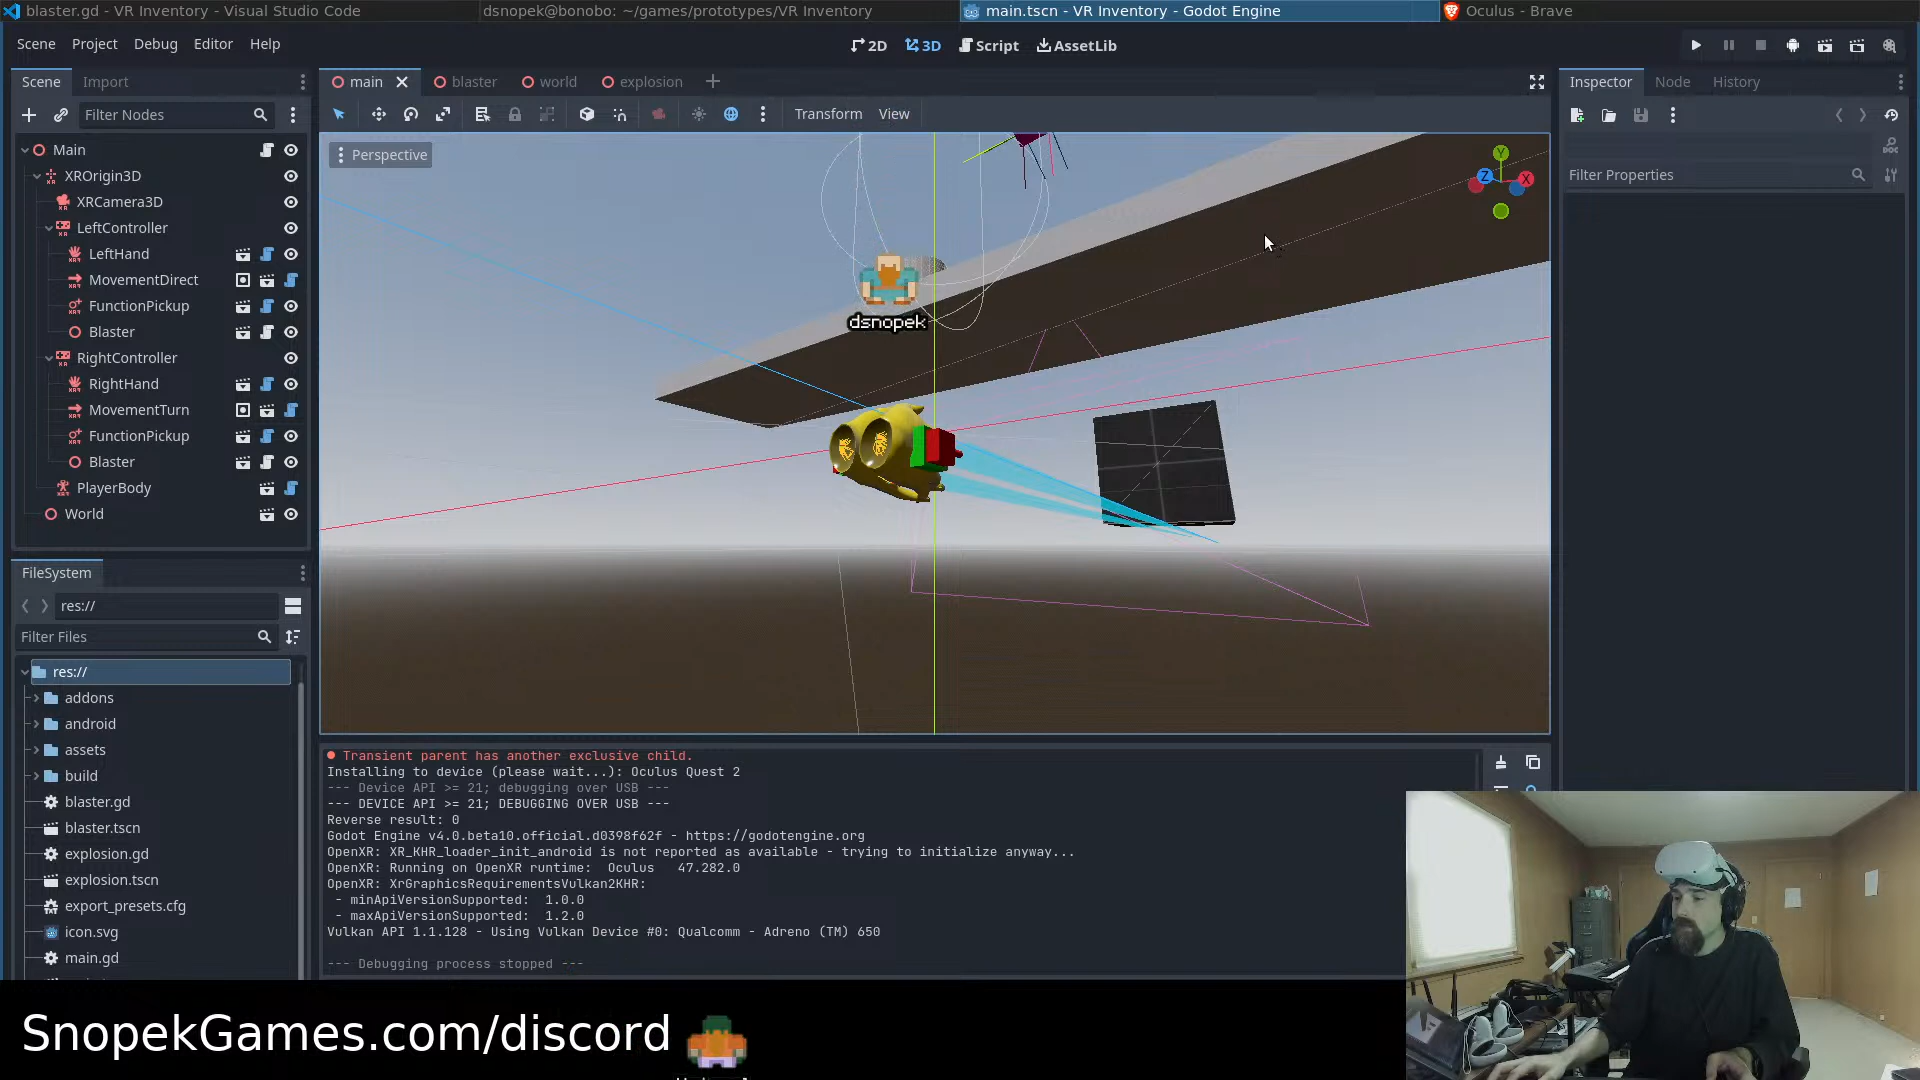 blaster.gd - VR Inventory - Visual Studio Code
dsnopek@bonobo: ~/games/prototypes/VR Inventory
main.tscn - VR Inventory - Godot Engine
Oculus - Brave
Scene Project Debug Editor Help
2D 3D Script AssetLib
Scene Import
main blaster world explosion
Inspector Node History
Filter Nodes
Transform View
Perspective
Y
Z
X
Filter Properties
Main
XROrigin3D
XRCamera3D
LeftController
LeftHand
MovementDirect
FunctionPickup
Blaster
RightController
RightHand
MovementTurn
FunctionPickup
Blaster
PlayerBody
World
dsnopek
FileSystem
res://
Filter Files
res://
addons
android
assets
build
blaster.gd
blaster.tscn
explosion.gd
explosion.tscn
export_presets.cfg
icon.svg
main.gd
Transient parent has another exclusive child.
Installing to device (please wait...): Oculus Quest 2
--- Device API >= 21; debugging over USB ---
--- DEVICE API >= 21; DEBUGGING OVER USB ---
Reverse result: 0
Godot Engine v4.0.beta10.official.d0398f62f - https://godotengine.org
OpenXR: XR_KHR_loader_init_android is not reported as available - trying to initialize anyway...
OpenXR: Running on OpenXR runtime:  Oculus   47.282.0
OpenXR: XrGraphicsRequirementsVulkan2KHR:
- minApiVersionSupported:  1.0.0
- maxApiVersionSupported:  1.2.0
Vulkan API 1.1.128 - Using Vulkan Device #0: Qualcomm - Adreno (TM) 650
--- Debugging process stopped ---
SnopekGames.com/discord